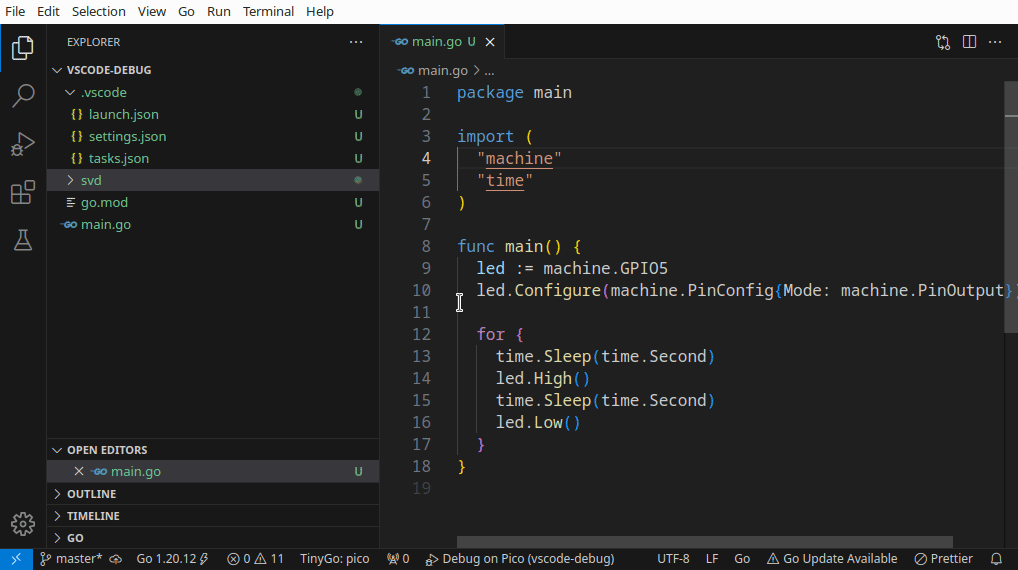 File Edit Selection View Go Run Terminal Help
EXPLORER ...
VSCODE-DEBUG
.vscode
{} launch.json U
{} settings.json U
{} tasks.json U
svd
go.mod U
GO main.go U
OPEN EDITORS
GO main.go U
OUTLINE
TIMELINE
GO
GO main.go U
GO main.go > ...
1 package main
2
3 import (
4 "machine"
5 "time"
6 )
7
8 func main() {
9 led := machine.GPIO5
10 led.Configure(machine.PinConfig{Mode: machine.PinOutput}
11
12 for {
13 time.Sleep(time.Second)
14 led.High()
15 time.Sleep(time.Second)
16 led.Low()
17 }
18 }
19
master* Go 1.20.12 0 11 TinyGo: pico 0 Debug on Pico (vscode-debug) UTF-8 LF Go Go Update Available Prettier